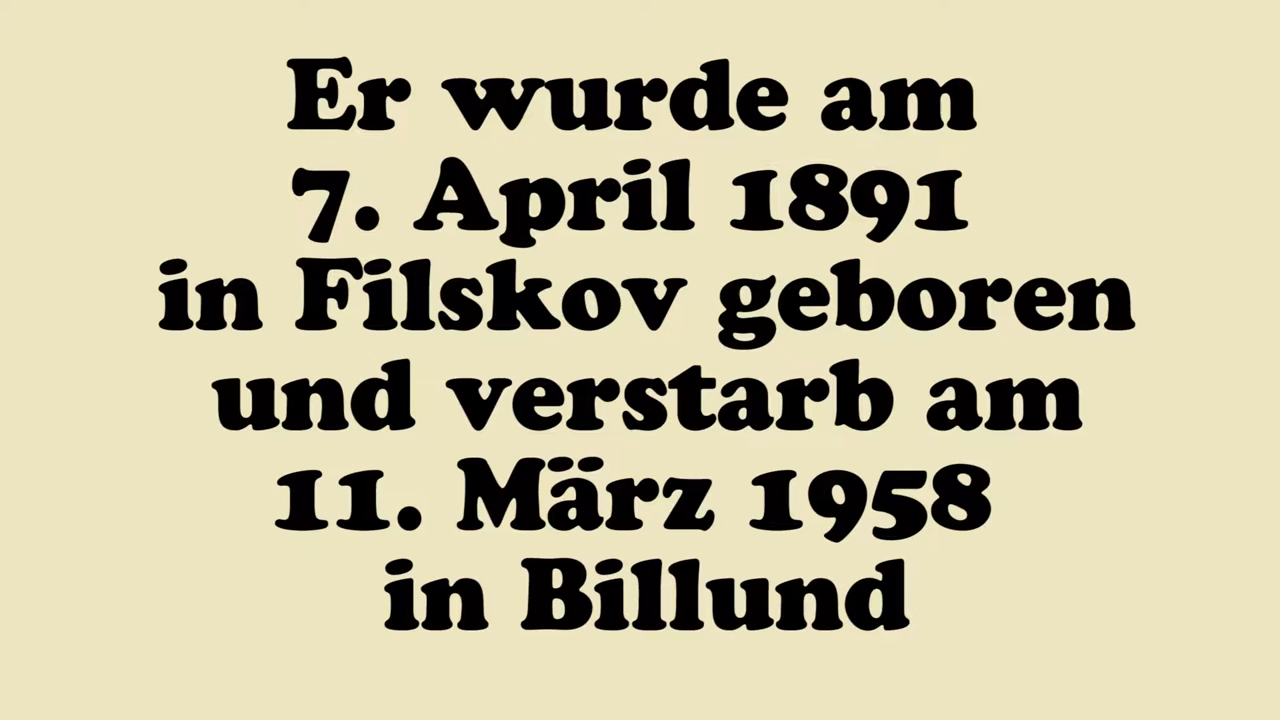 Er wurde am
7. April 1891
in Filskov geboren
und verstarb am
11. März 1958
in Billund